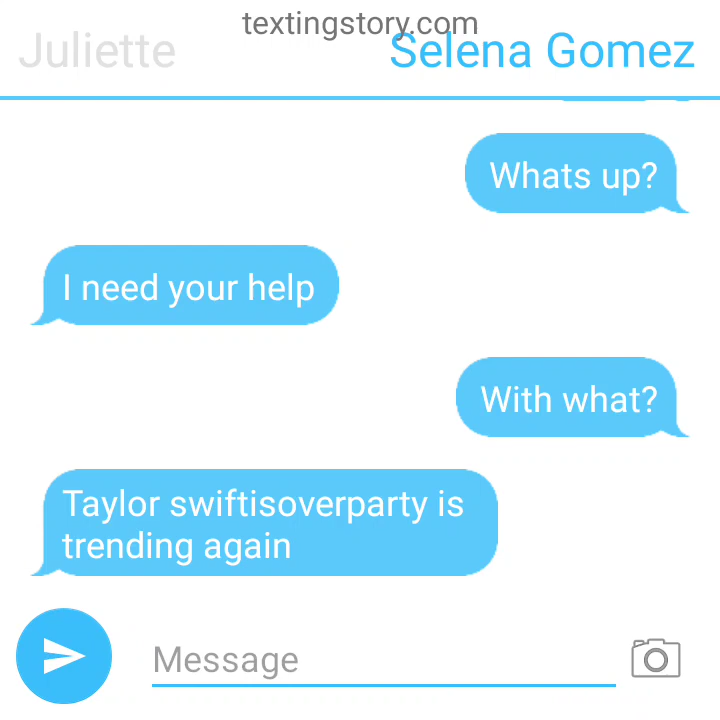 textingstory.com
Juliette
Selena Gomez
Whats up?
I need your help
With what?
Taylor swiftisoverparty is
trending again
Message